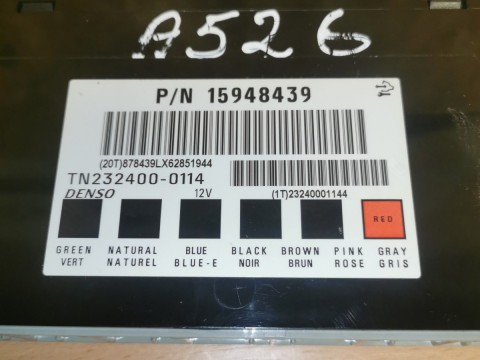 A526
P/N 15948439
(20T)878439LX62851944
TN232400-0114
(1T)23240001144
DENSO 12V
RED
GREEN NATURAL BLUE BLACK BROWN PINK GRAY
VERT NATUREL BLUE-E NOIR BRUN ROSE GRIS